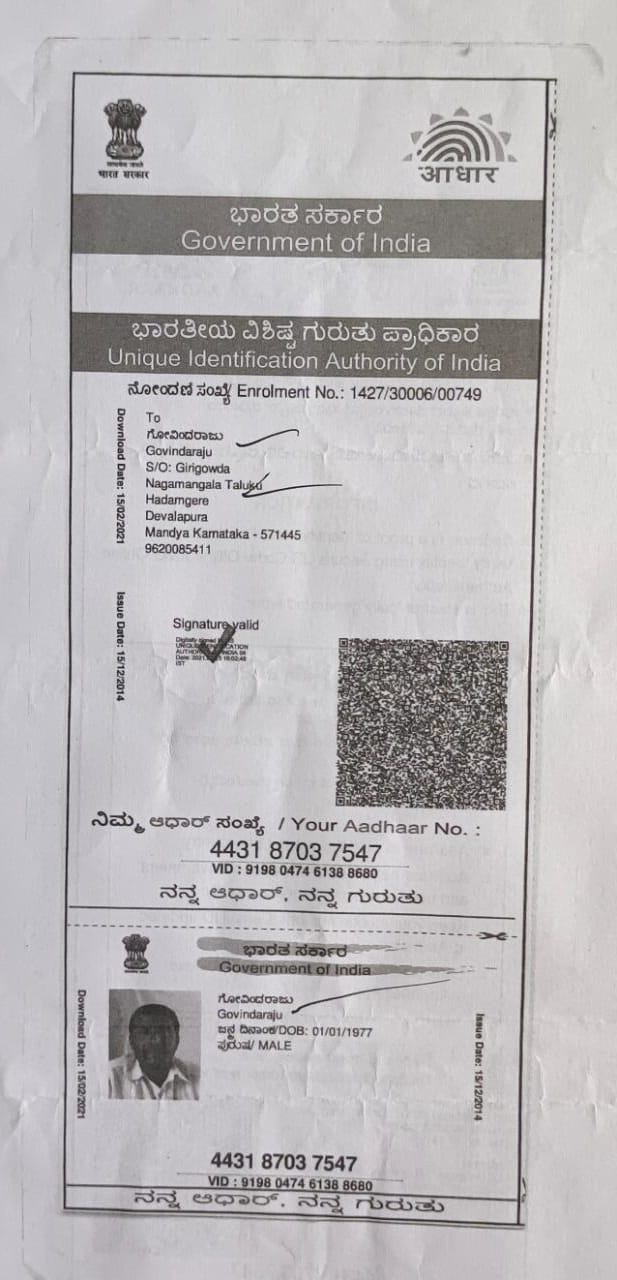 भारत सरकार
आधार
ಭಾರತ ಸರ್ಕಾರ
Government of India
ಭಾರತೀಯ ವಿಶಿಷ್ಟ ಗುರುತು ಪ್ರಾಧಿಕಾರ
Unique Identification Authority of India
ನೋಂದಣಿ ಸಂಖ್ಯೆ/ Enrolment No.: 1427/30006/00749
Download Date: 15/02/2021
To
ಗೋವಿಂದರಾಜು
Govindaraju
S/O: Girigowda
Nagamangala Taluku
Hadamgere
Devalapura
Mandya Karnataka - 571445
9620085411
Issue Date: 15/12/2014
Signature valid
Digitally signed
ನಿಮ್ಮ ಆಧಾರ್ ಸಂಖ್ಯೆ / Your Aadhaar No. :
4431 8703 7547
VID : 9198 0474 6138 8680
ನನ್ನ ಆಧಾರ್, ನನ್ನ ಗುರುತು
ಭಾರತ ಸರ್ಕಾರ
Government of India
Download Date: 15/02/2021
ಗೋವಿಂದರಾಜು
Govindaraju
ಜನ್ಮ ದಿನಾಂಕ/DOB: 01/01/1977
ಪುರುಷ/ MALE
Issue Date: 15/12/2014
4431 8703 7547
VID : 9198 0474 6138 8680
ನನ್ನ ಆಧಾರ್, ನನ್ನ ಗುರುತು